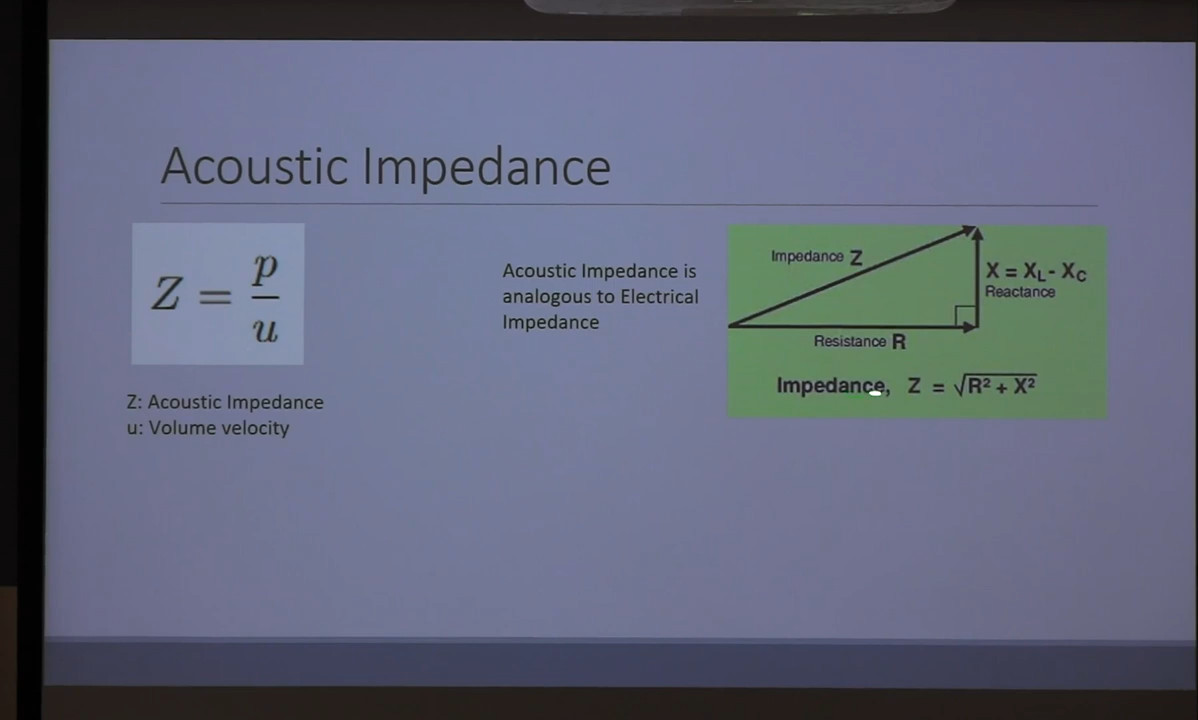 Acoustic Impedance
Z = p/u
Z: Acoustic Impedance
u: Volume velocity
Acoustic Impedance is
analogous to Electrical
Impedance
Impedance Z
X = X_L - X_C
Reactance
Resistance R
Impedance, Z = √R² + X²